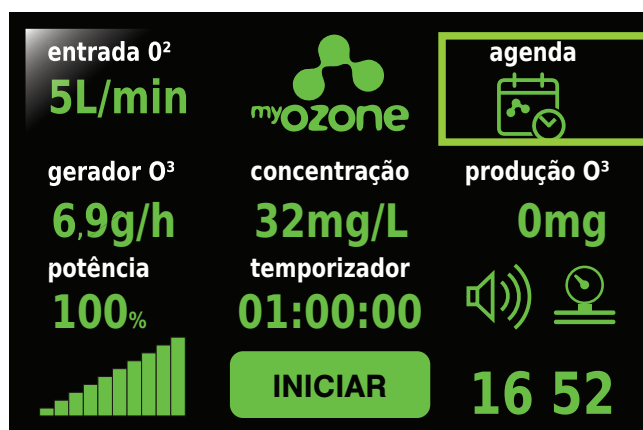 entrada 0²
5L/min
myozone
agenda
gerador O³
6,9g/h
concentração
32mg/L
produção O³
0mg
potência
100%
temporizador
01:00:00
INICIAR
16 52